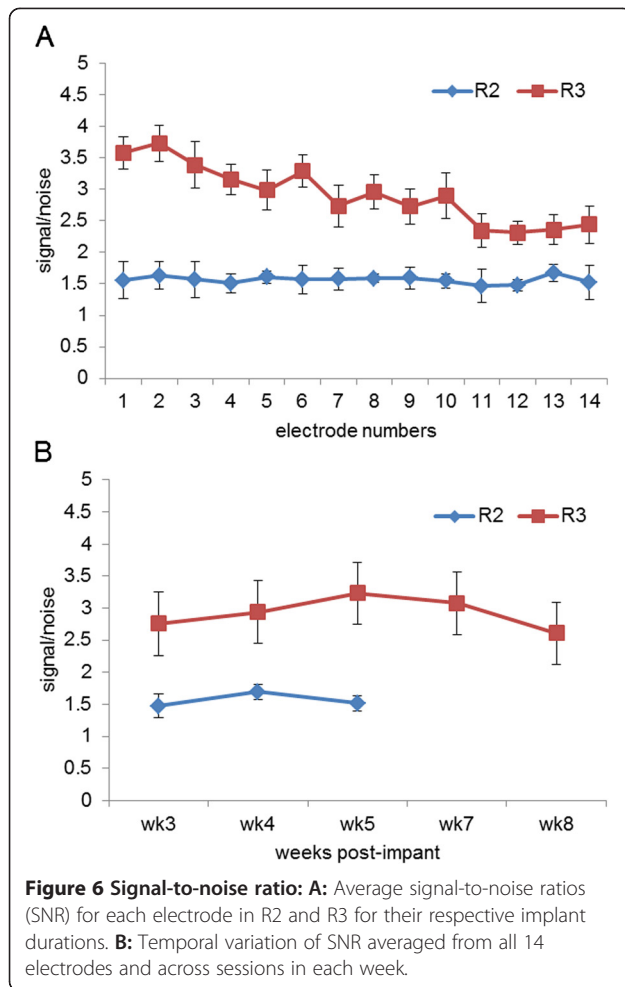 A
R2 R3
5
4.5
4
3.5
3
2.5
2
1.5
1
0.5
0
signal/noise
1 2 3 4 5 6 7 8 9 10 11 12 13 14
electrode numbers
B
R2 R3
5
4.5
4
3.5
3
2.5
2
1.5
1
0.5
0
signal/noise
wk3 wk4 wk5 wk7 wk8
weeks post-impant
Figure 6 Signal-to-noise ratio: A: Average signal-to-noise ratios
(SNR) for each electrode in R2 and R3 for their respective implant
durations. B: Temporal variation of SNR averaged from all 14
electrodes and across sessions in each week.